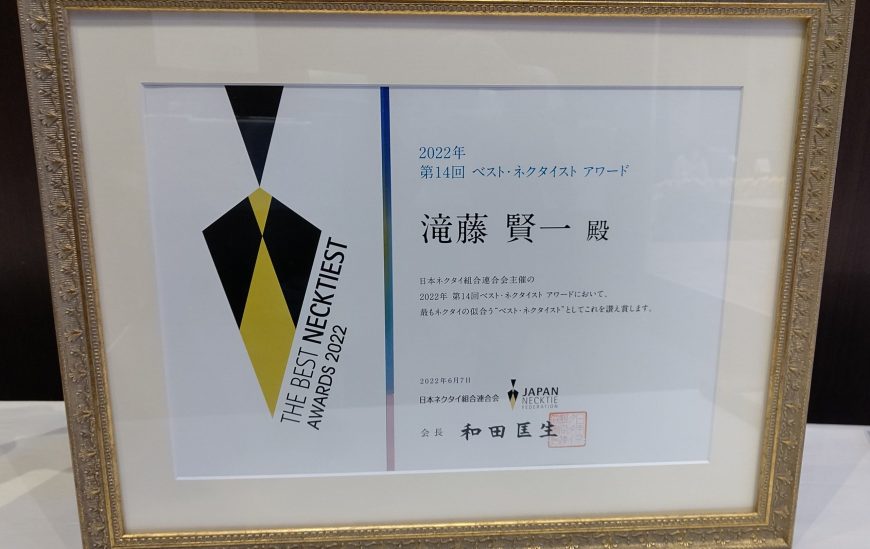 THE BEST NECKTIEST
AWARDS 2022
2022年
第14回 ベスト・ネクタイスト アワード
滝藤 賢一 殿
日本ネクタイ組合連合会主催の
2022年 第14回ベスト・ネクタイスト アワードにおいて、
最もネクタイの似合う“ベスト・ネクタイスト”としてこれを讃え賞します。
2022年6月7日
日本ネクタイ組合連合会
JAPAN
NECKTIE
FEDERATION
会長 和田匡生